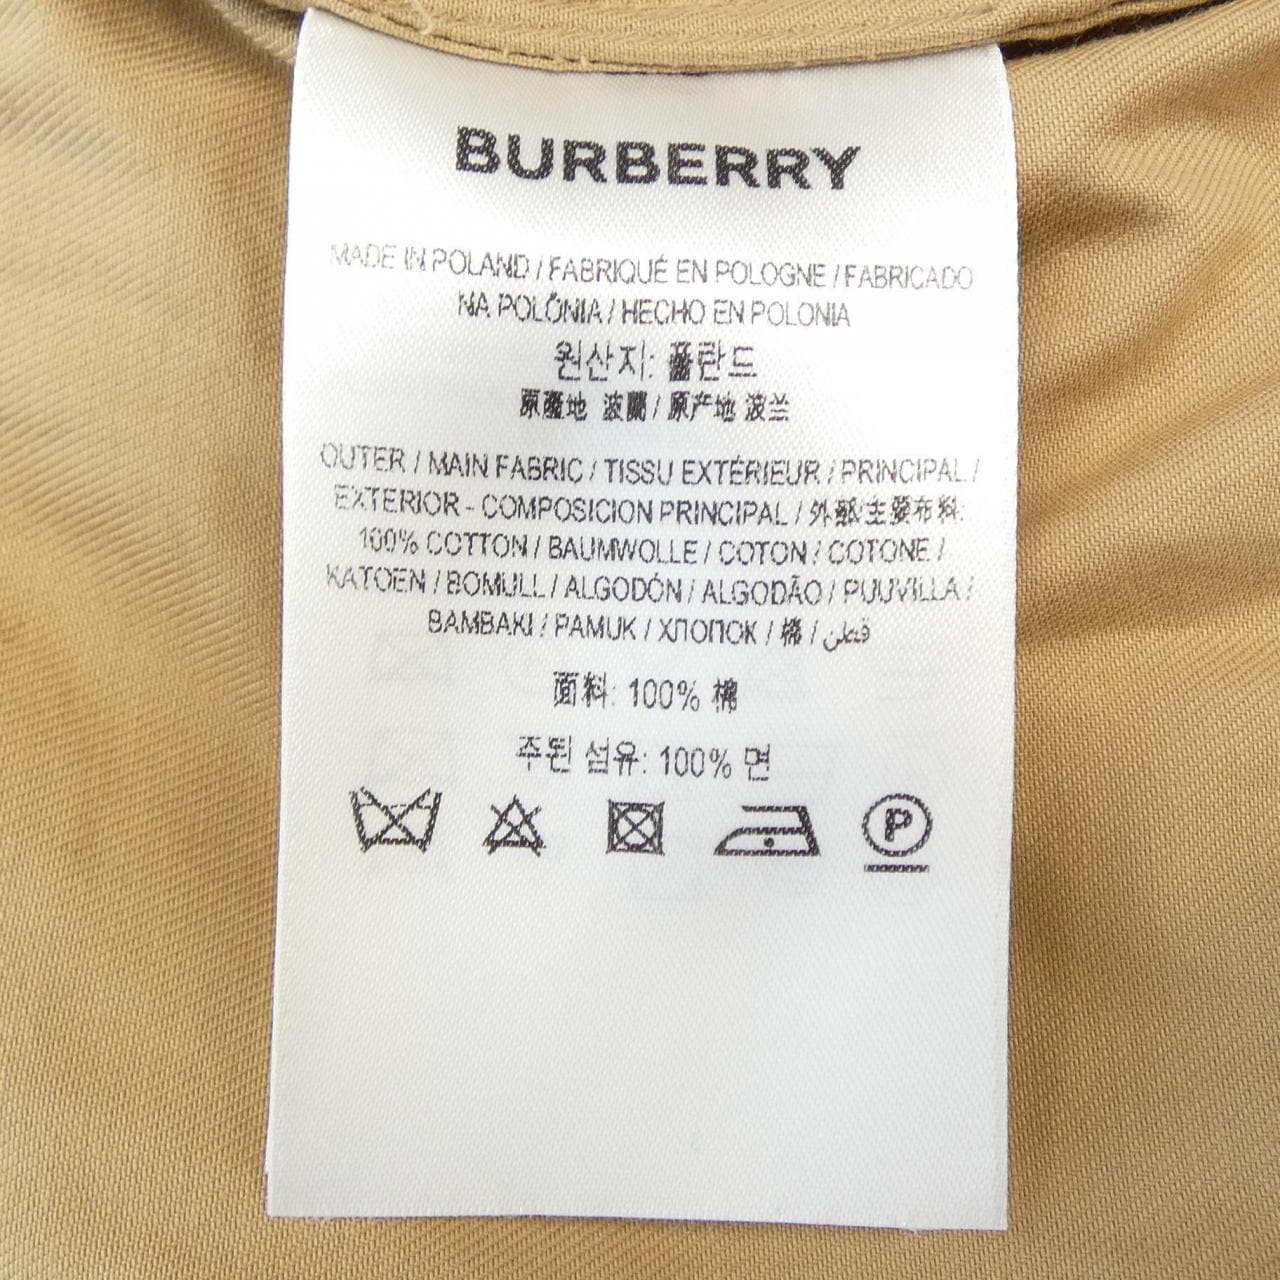 BURBERRY
MADE IN POLAND / FABRIQUÉ EN POLOGNE / FABRICADO
NA POLÓNIA / HECHO EN POLONIA
원산지: 폴란드
原產地 波蘭 / 原产地 波兰
OUTER / MAIN FABRIC / TISSU EXTÉRIEUR / PRINCIPAL /
EXTERIOR - COMPOSICION PRINCIPAL / 外部/主要布料:
100% COTTON / BAUMWOLLE / COTON / COTONE /
KATOEN / BOMULL / ALGODÓN / ALGODÃO / PUUVILLA /
BAMBAKI / PAMUK / ХЛОПОК / 棉 / قطن
面料: 100% 棉
주된 섬유: 100% 면
P